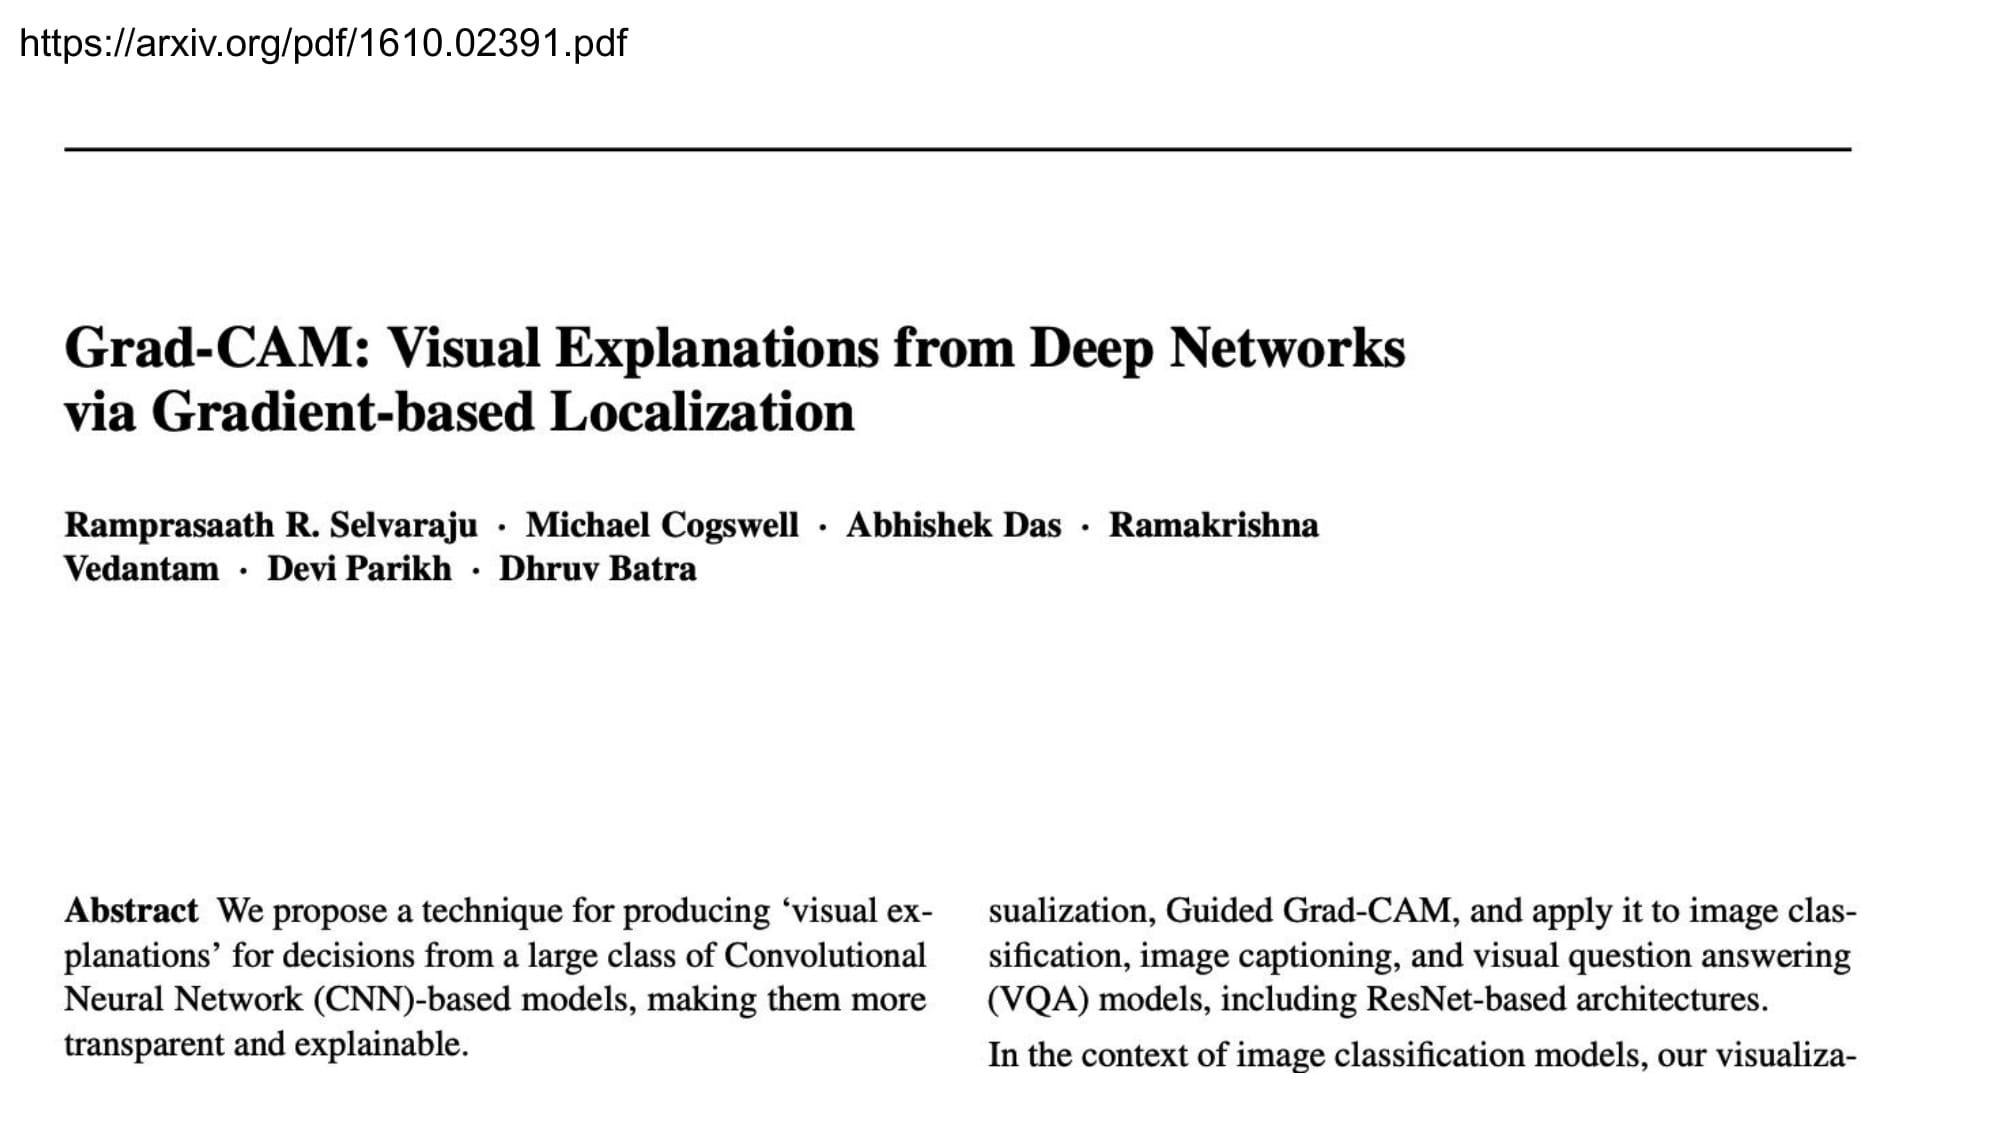 https://arxiv.org/pdf/1610.02391.pdf
Grad-CAM: Visual Explanations from Deep Networks
via Gradient-based Localization
Ramprasaath R. Selvaraju · Michael Cogswell · Abhishek Das · Ramakrishna
Vedantam · Devi Parikh · Dhruv Batra
Abstract We propose a technique for producing ‘visual ex-
planations’ for decisions from a large class of Convolutional
Neural Network (CNN)-based models, making them more
transparent and explainable.
sualization, Guided Grad-CAM, and apply it to image clas-
sification, image captioning, and visual question answering
(VQA) models, including ResNet-based architectures.
In the context of image classification models, our visualiza-